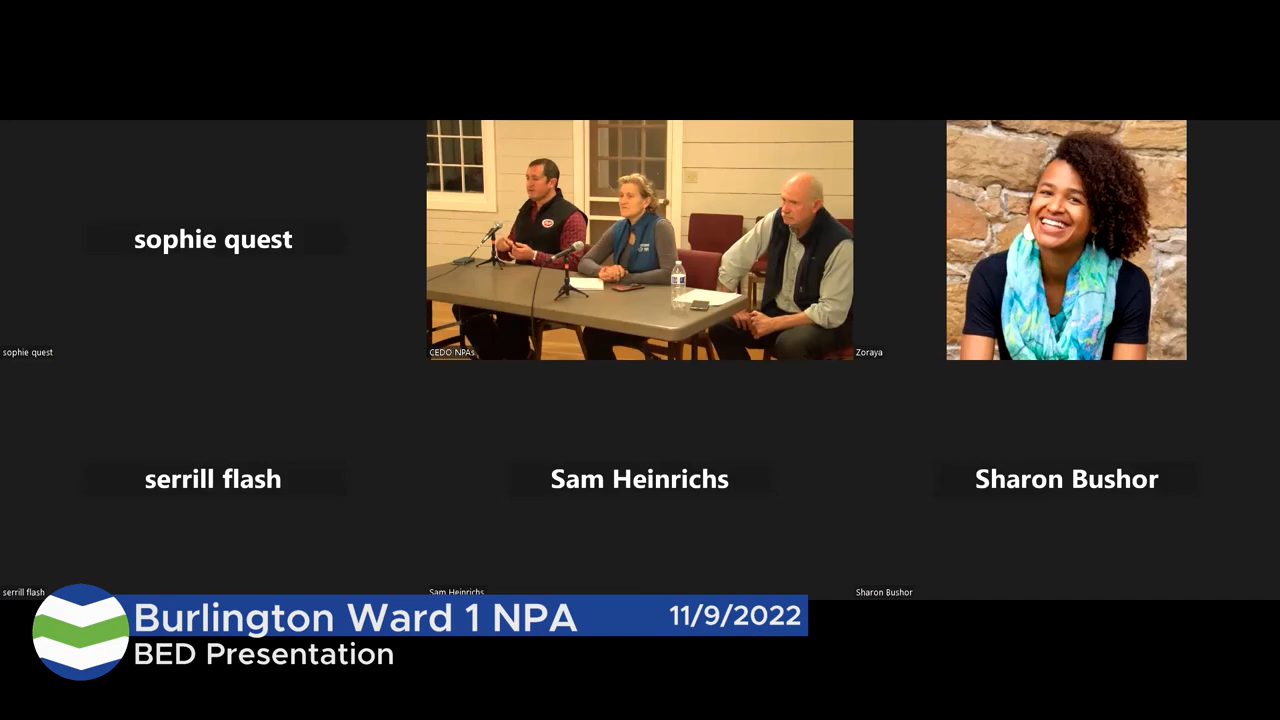 sophie quest
sophie quest
CEDO NPAs
Zoraya
serrill flash
Sam Heinrichs
Sharon Bushor
serrill flash
Sam Heinrichs
Sharon Bushor
Burlington Ward 1 NPA
11/9/2022
BED Presentation